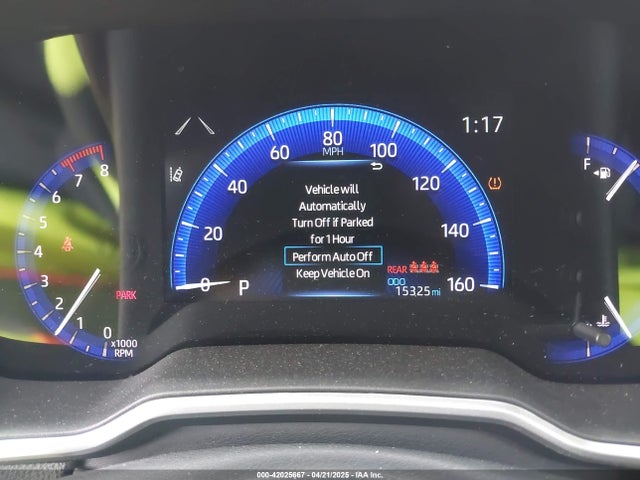 1:17
80
MPH
60
100
40
120
20
140
0
160
8
7
6
5
4
3
2
1
0
x1000
RPM
PARK
F
Vehicle will
Automatically
Turn Off if Parked
for 1 Hour
Perform Auto Off
Keep Vehicle On
P
REAR
15325 mi
000-42025667 - 04/21/2025 - IAA Inc.